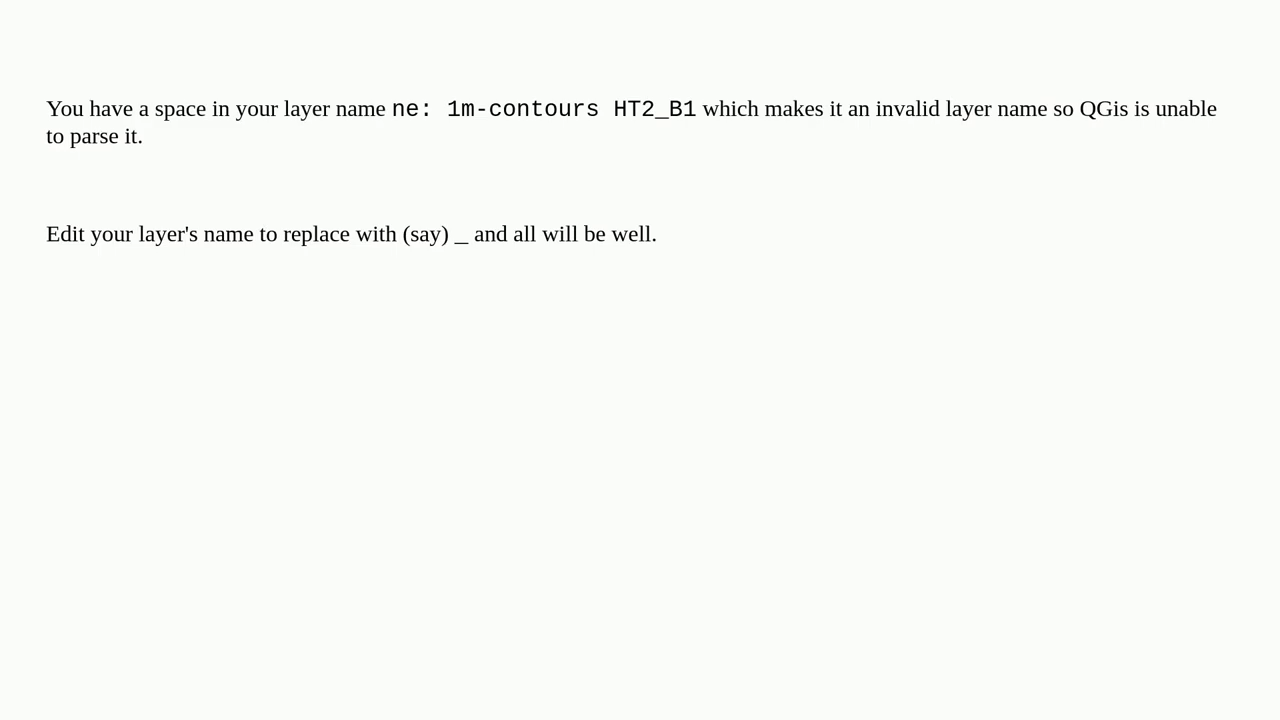 You have a space in your layer name ne: 1m-contours HT2_B1 which makes it an invalid layer name so QGis is unable
to parse it.
Edit your layer's name to replace with (say) _ and all will be well.